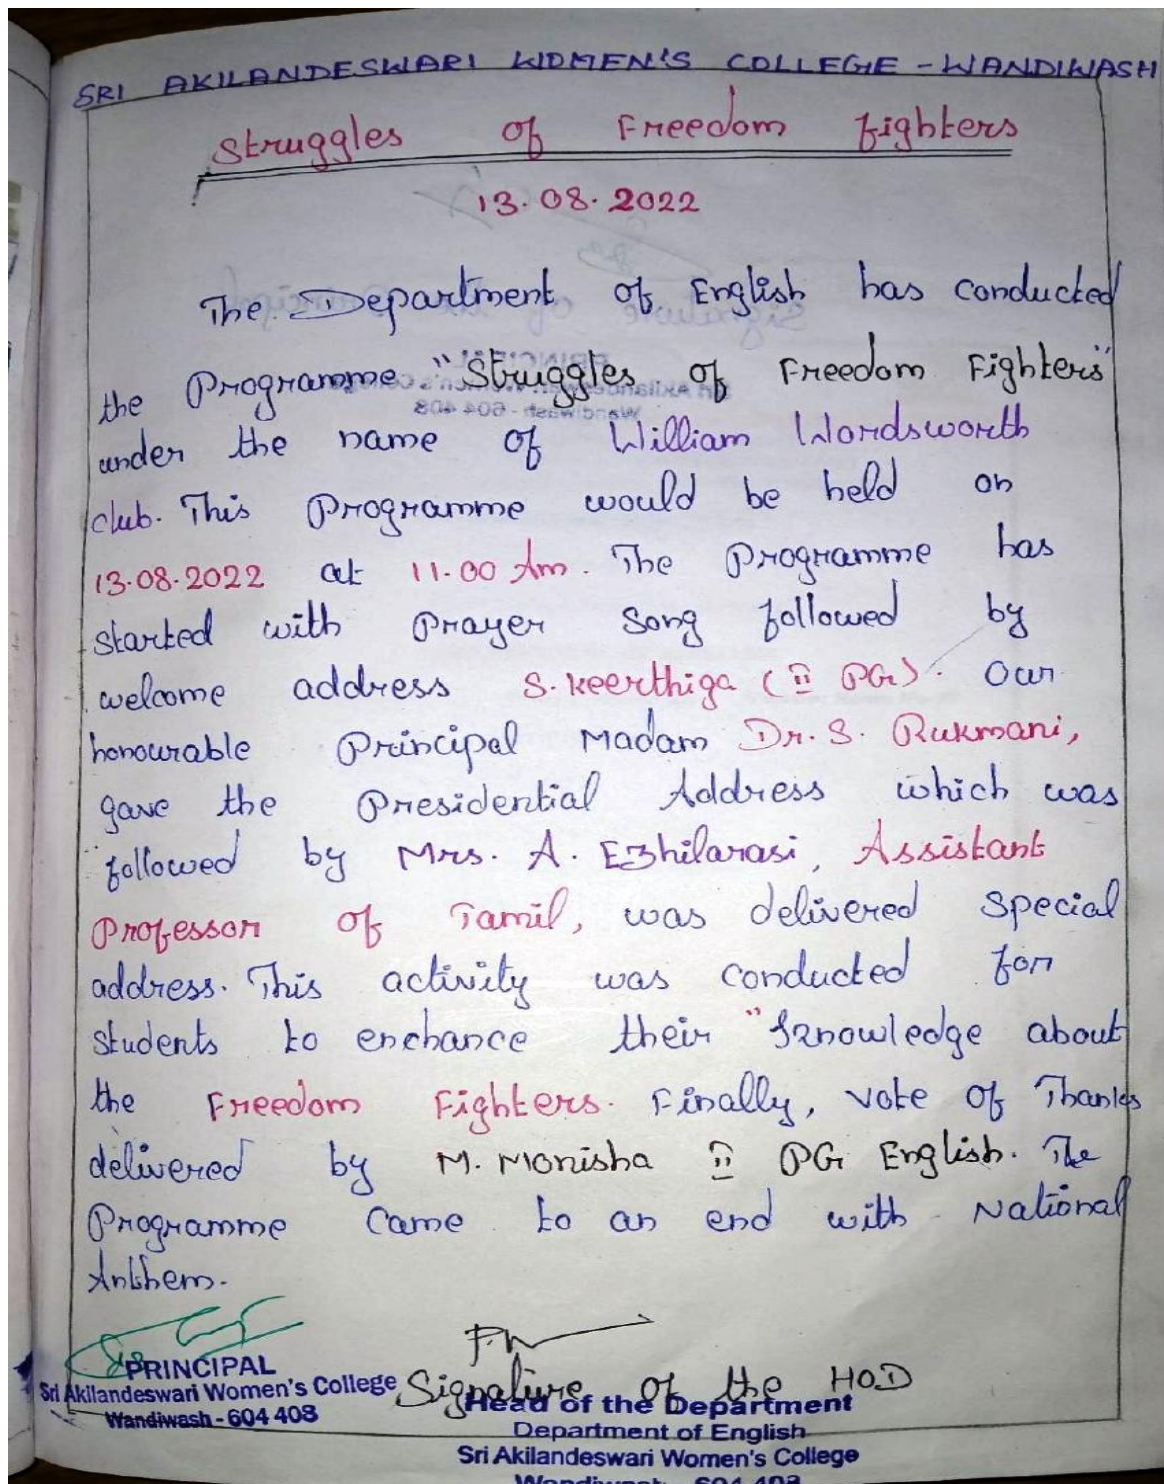 SRI AKILANDESWARI WOMEN'S COLLEGE - WANDIWASH
Struggles of Freedom fighters
13.08.2022
The Department of English has conducted
the Programme "Struggles of Freedom Fighters"
under the name of William Wordsworth
club. This Programme would be held on
13.08.2022 at 11.00 Am. The Programme has
started with Prayer Song followed by
welcome address S. Keerthiga (II PG). Our
honourable Principal Madam Dr. S. Rukmani,
gave the Presidential Address which was
followed by Mrs. A. Ezhilarasi, Assistant
Professor of Tamil, was delivered Special
address. This activity was conducted for
students to enchance their "Knowledge about
the Freedom Fighters. Finally, vote of Thanks
delivered by M. Monisha II PG English. The
Programme Came to an end with National
Anthem.
PRINCIPAL
Sri Akilandeswari Women's College
Wandiwash - 604 408
Signature of the HOD
Head of the Department
Department of English
Sri Akilandeswari Women's College
Wandiwash - 604 408